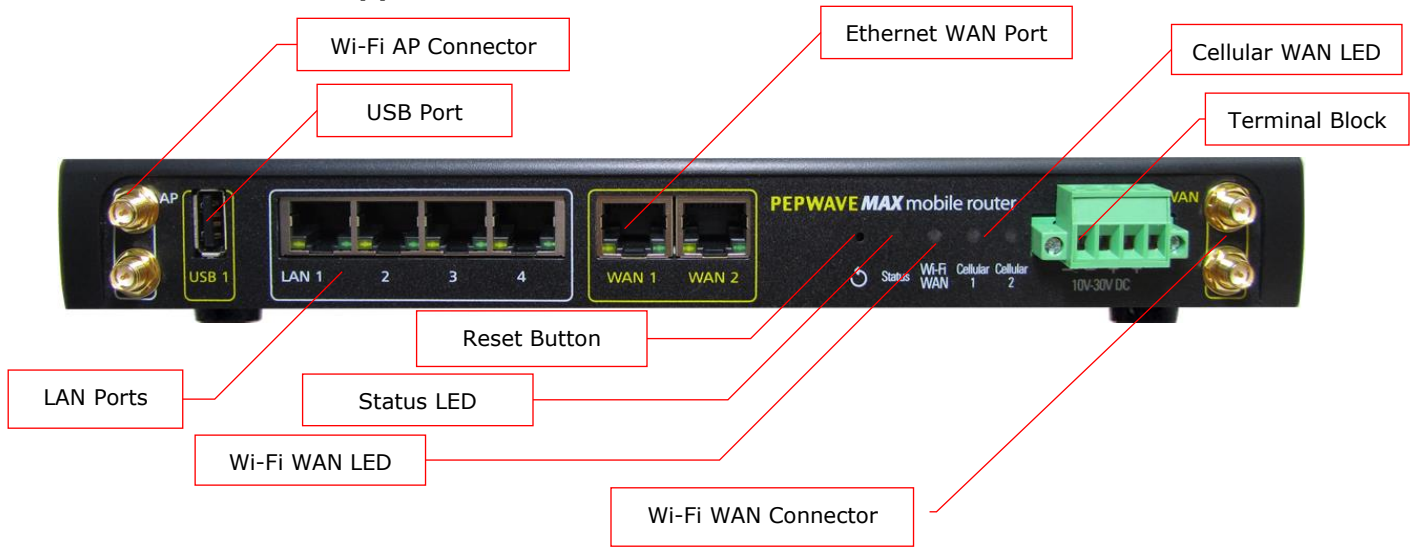 Wi-Fi AP Connector
Ethernet WAN Port
Cellular WAN LED
USB Port
Terminal Block
AP
PEPWAVE MAX mobile router
WAN
USB 1
LAN 1 2 3 4
WAN 1 WAN 2
Status
Wi-Fi WAN
Cellular 1
Cellular 2
10V-30V DC
Reset Button
LAN Ports
Status LED
Wi-Fi WAN LED
Wi-Fi WAN Connector